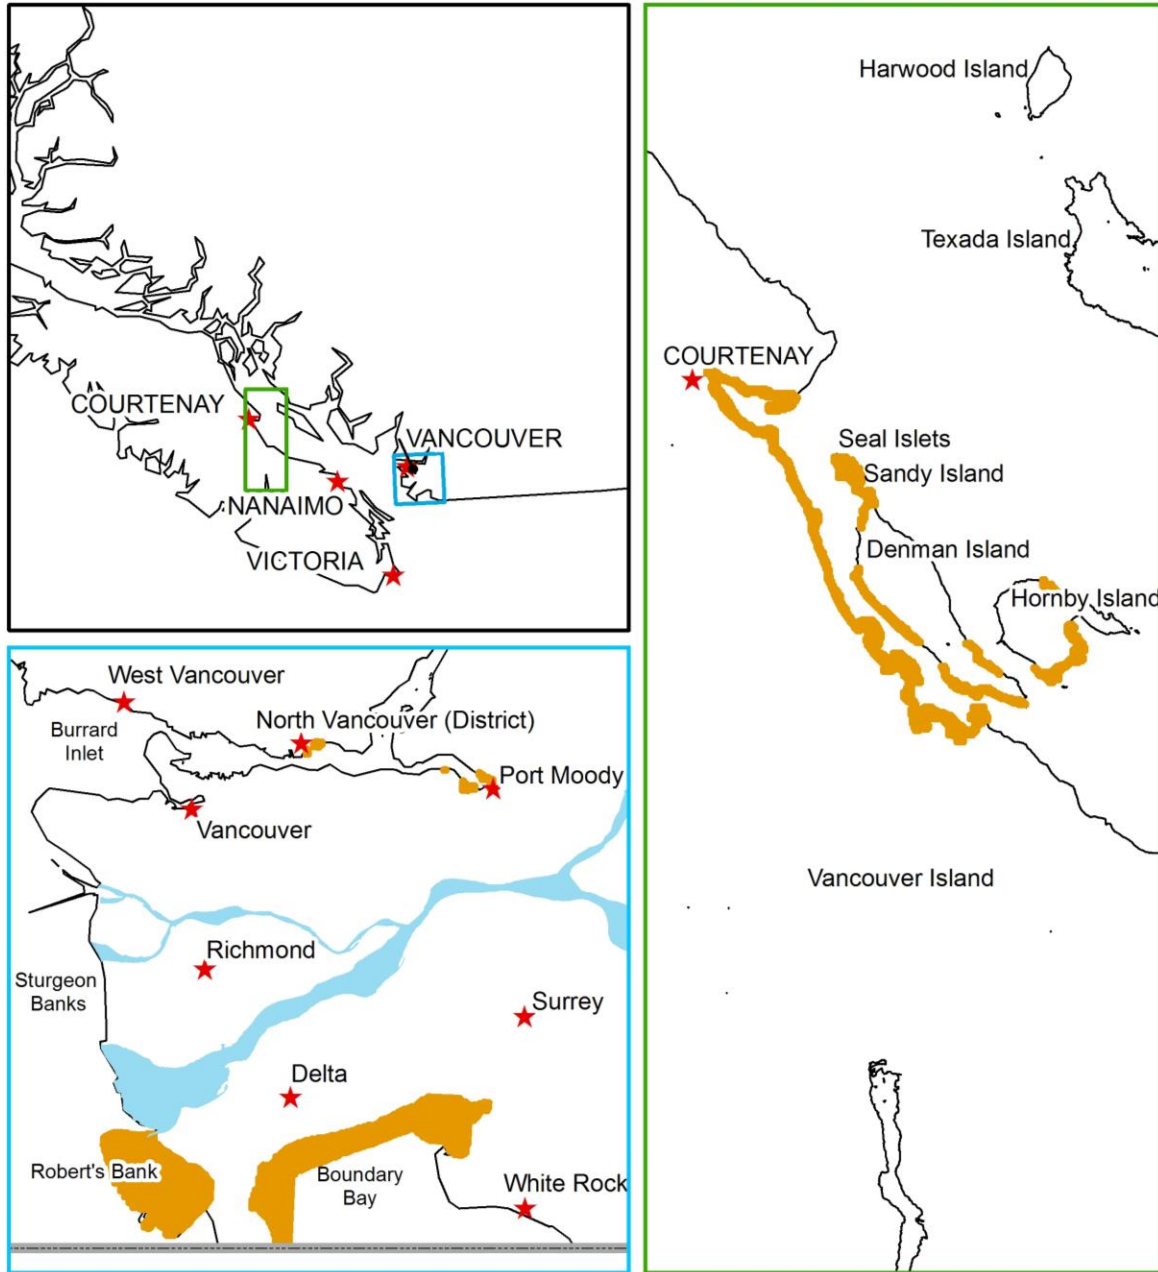 COURTENAY
VANCOUVER
NANAIMO
VICTORIA
West Vancouver
Burrard
Inlet
North Vancouver (District)
Port Moody
Vancouver
Richmond
Sturgeon
Banks
Surrey
Delta
Robert's Bank
Boundary
Bay
White Rock
Harwood Island
Texada Island
COURTENAY
Seal Islets
Sandy Island
Denman Island
Hornby Island
Vancouver Island